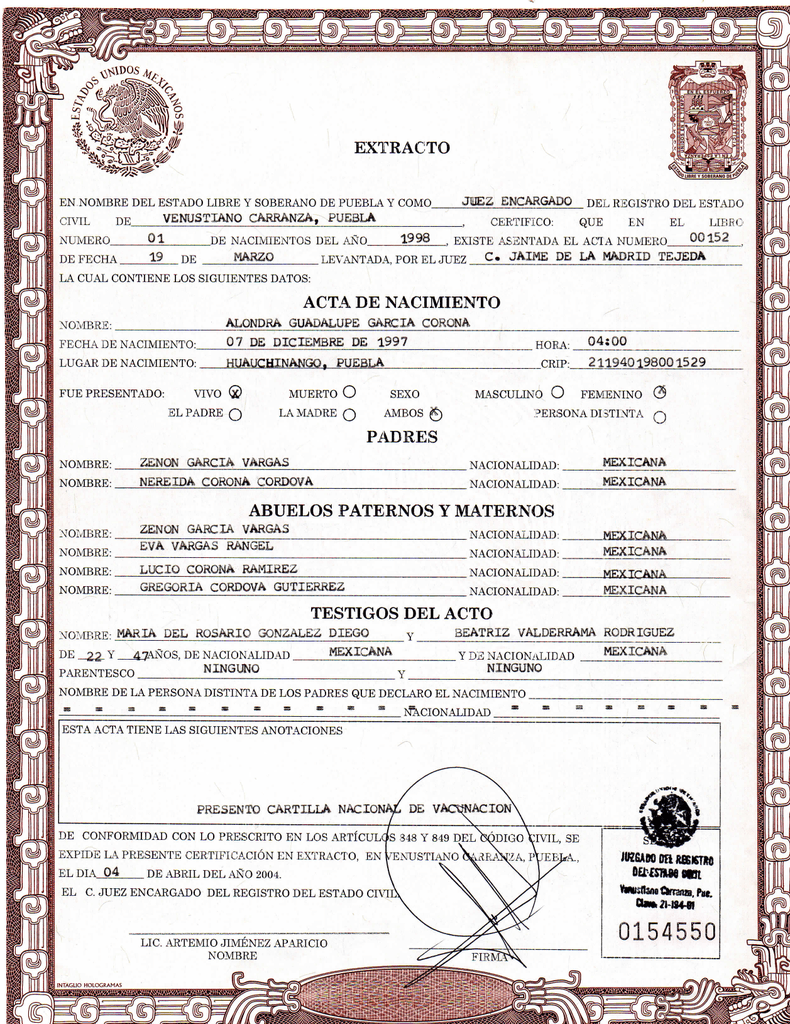 ESTADOS UNIDOS MEXICANOS
EXTRACTO
EN NOMBRE DEL ESTADO LIBRE Y SOBERANO DE PUEBLA Y COMO JUEZ ENCARGADO DEL REGISTRO DEL ESTADO
CIVIL DE VENUSTIANO CARRANZA, PUEBLA, CERTIFICO: QUE EN EL LIBRO
NUMERO 01 DE NACIMIENTOS DEL AÑO 1998, EXISTE ASENTADA EL ACTA NUMERO 00152,
DE FECHA 19 DE MARZO LEVANTADA, POR EL JUEZ C. JAIME DE LA MADRID TEJEDA
LA CUAL CONTIENE LOS SIGUIENTES DATOS:
ACTA DE NACIMIENTO
NOMBRE: ALONDRA GUADALUPE GARCIA CORONA
FECHA DE NACIMIENTO: 07 DE DICIEMBRE DE 1997 HORA: 04:00
LUGAR DE NACIMIENTO: HUAUCHINANGO, PUEBLA CRIP: 211940198001529
FUE PRESENTADO: VIVO X MUERTO SEXO MASCULINO FEMENINO X
EL PADRE LA MADRE AMBOS X PERSONA DISTINTA
PADRES
NOMBRE: ZENON GARCIA VARGAS NACIONALIDAD: MEXICANA
NOMBRE: NEREIDA CORONA CORDOVA NACIONALIDAD: MEXICANA
ABUELOS PATERNOS Y MATERNOS
NOMBRE: ZENON GARCIA VARGAS NACIONALIDAD: MEXICANA
NOMBRE: EVA VARGAS RANGEL NACIONALIDAD: MEXICANA
NOMBRE: LUCIO CORONA RAMIREZ NACIONALIDAD: MEXICANA
NOMBRE: GREGORIA CORDOVA GUTIERREZ NACIONALIDAD: MEXICANA
TESTIGOS DEL ACTO
NOMBRE: MARIA DEL ROSARIO GONZALEZ DIEGO Y BEATRIZ VALDERRAMA RODRIGUEZ
DE 22 Y 47 AÑOS, DE NACIONALIDAD MEXICANA Y DE NACIONALIDAD MEXICANA
PARENTESCO NINGUNO Y NINGUNO
NOMBRE DE LA PERSONA DISTINTA DE LOS PADRES QUE DECLARO EL NACIMIENTO
= = = = = = = = = = = NACIONALIDAD = = = = = =
ESTA ACTA TIENE LAS SIGUIENTES ANOTACIONES
PRESENTO CARTILLA NACIONAL DE VACUNACION
DE CONFORMIDAD CON LO PRESCRITO EN LOS ARTÍCULOS 848 Y 849 DEL CÓDIGO CIVIL, SE
EXPIDE LA PRESENTE CERTIFICACIÓN EN EXTRACTO, EN VENUSTIANO CARRANZA, PUEBLA.,
EL DIA 04 DE ABRIL DEL AÑO 2004.
EL C. JUEZ ENCARGADO DEL REGISTRO DEL ESTADO CIVIL
JUZGADO DEL REGISTRO
DEL ESTADO CIVIL
Venustiano Carranza, Pue.
Clave. 21-194-01
0154550
LIC. ARTEMIO JIMÉNEZ APARICIO
NOMBRE
FIRMA
INTAGLIO HOLOGRAMAS